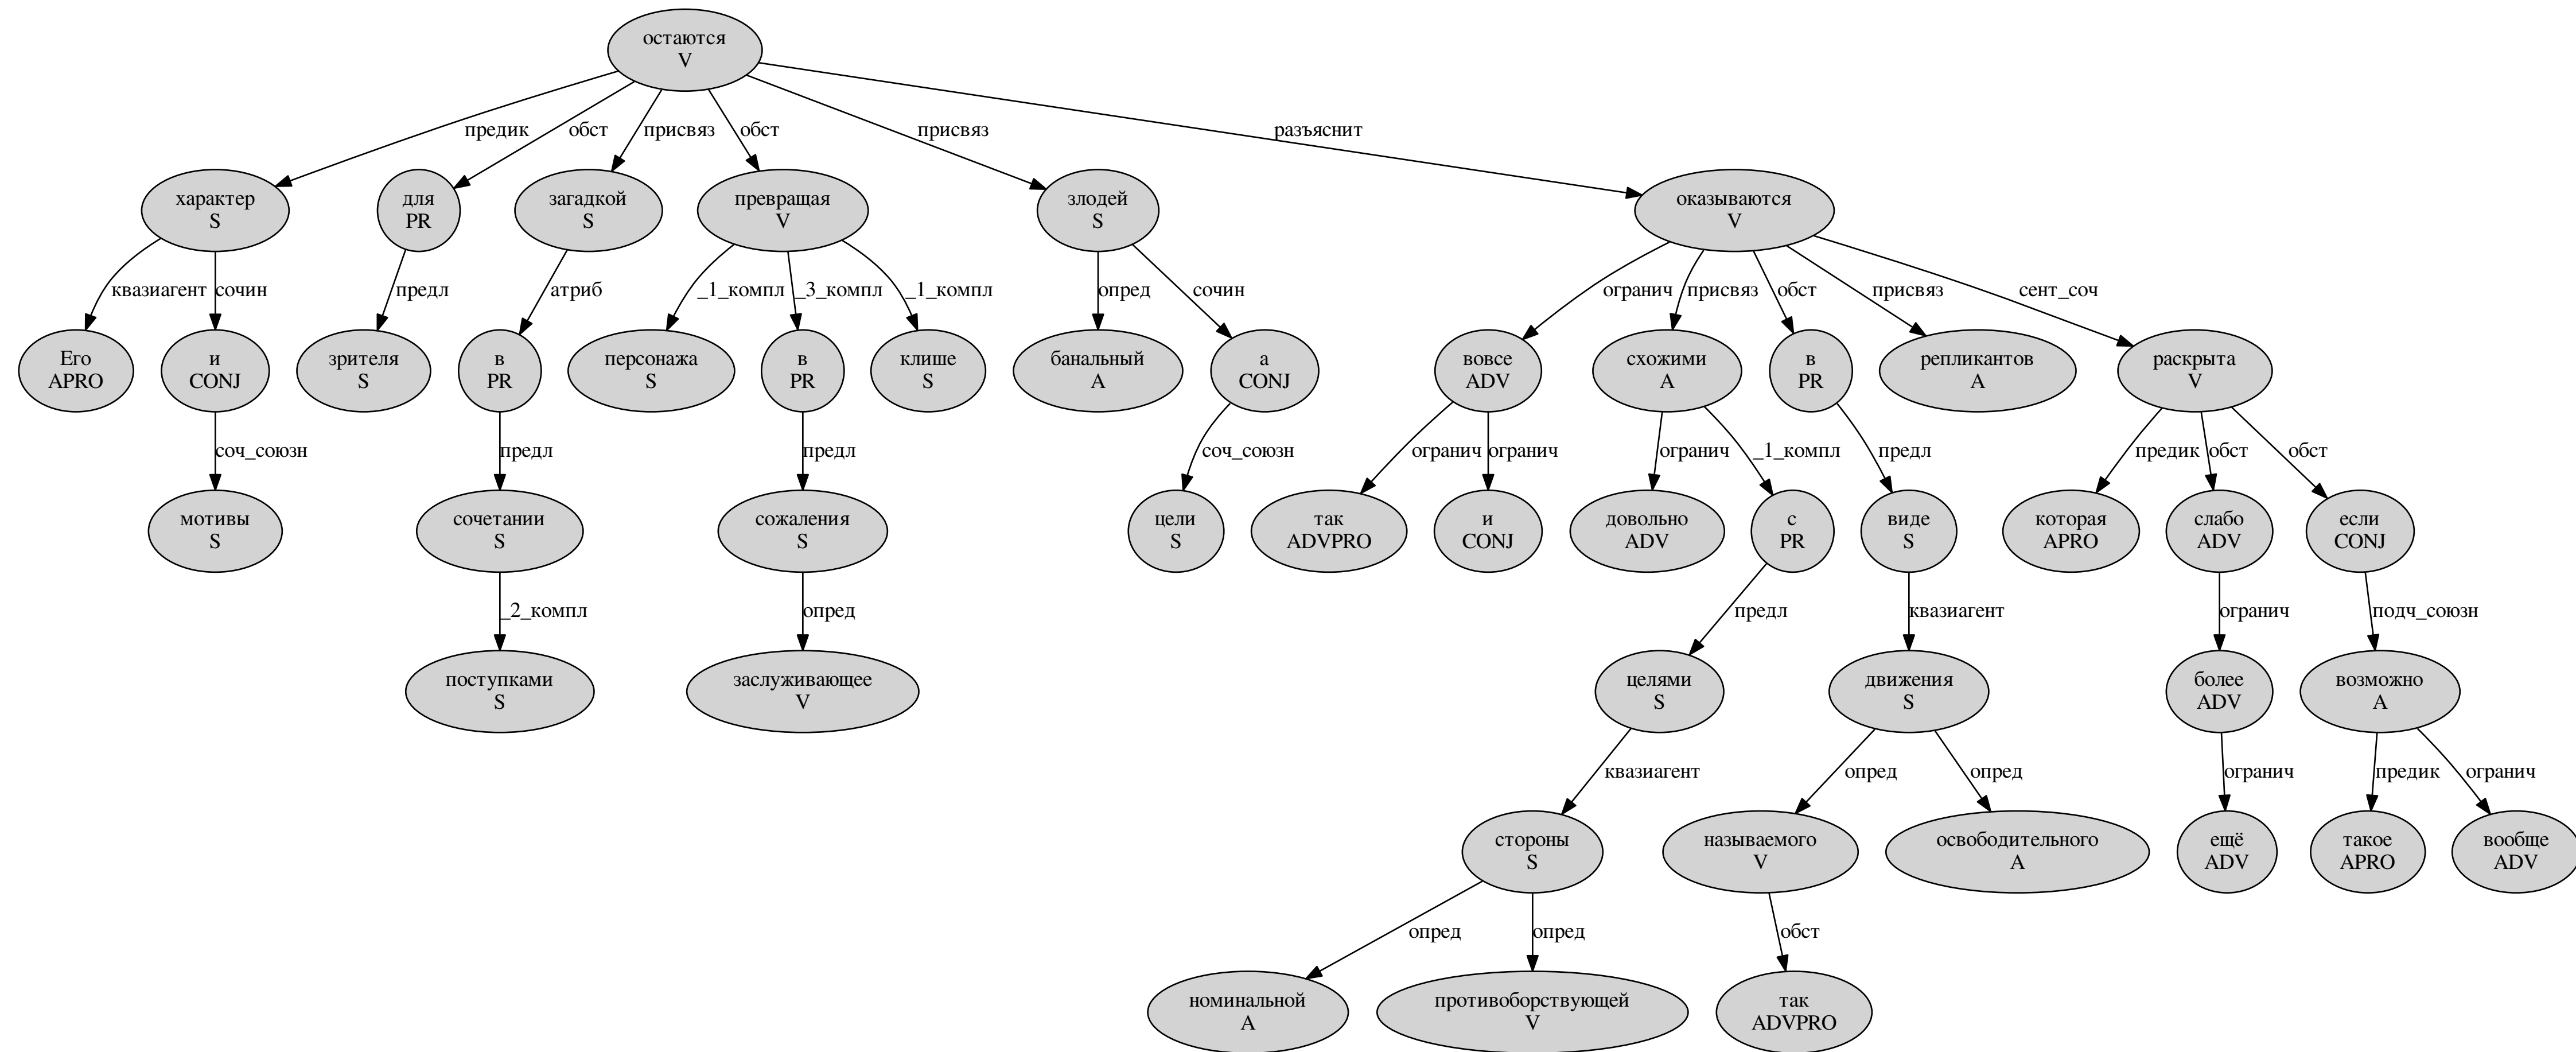 остаются
V
предик
обст
присвяз
обст
присвяз
разъяснит
характер
S
для
PR
загадкой
S
превращая
V
злодей
S
оказываются
V
квазиагент
сочин
предл
атриб
_1_компл
_3_компл
_1_компл
опред
сочин
огранич
присвяз
обст
присвяз
сент_соч
Его
APRO
и
CONJ
зрителя
S
в
PR
персонажа
S
в
PR
клише
S
банальный
A
а
CONJ
вовсе
ADV
схожими
A
в
PR
репликантов
A
раскрыта
V
соч_союзн
предл
предл
соч_союзн
огранич
огранич
огранич
_1_компл
предл
предик
обст
обст
мотивы
S
сочетании
S
сожаления
S
цели
S
так
ADVPRO
и
CONJ
довольно
ADV
с
PR
виде
S
которая
APRO
слабо
ADV
если
CONJ
_2_компл
опред
предл
квазиагент
огранич
подч_союзн
поступками
S
заслуживающее
V
целями
S
движения
S
более
ADV
возможно
A
квазиагент
опред
опред
огранич
предик
огранич
стороны
S
называемого
V
освободительного
A
ещё
ADV
такое
APRO
вообще
ADV
опред
опред
обст
номинальной
A
противоборствующей
V
так
ADVPRO